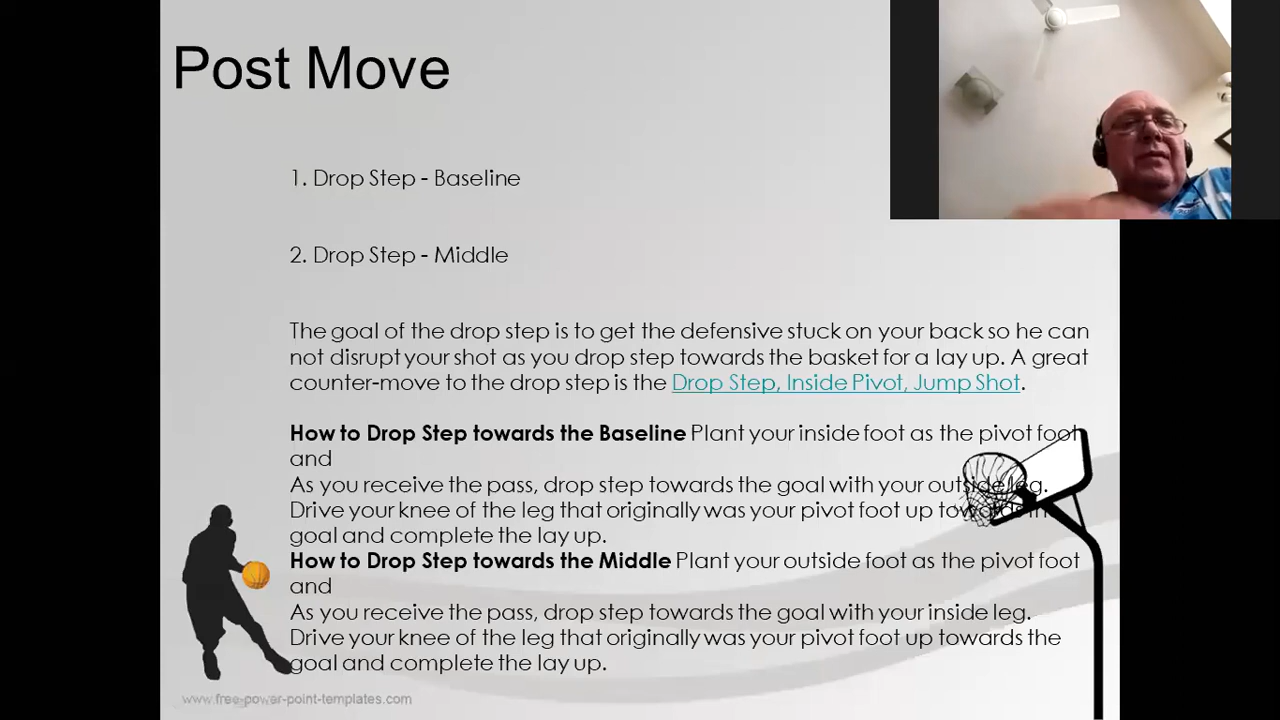 Post Move
1. Drop Step - Baseline
2. Drop Step - Middle
The goal of the drop step is to get the defensive stuck on your back so he can
not disrupt your shot as you drop step towards the basket for a lay up. A great
counter-move to the drop step is the Drop Step, Inside Pivot, Jump Shot.
How to Drop Step towards the Baseline Plant your inside foot as the pivot foot
and
As you receive the pass, drop step towards the goal with your outside leg.
Drive your knee of the leg that originally was your pivot foot up towards the
goal and complete the lay up.
How to Drop Step towards the Middle Plant your outside foot as the pivot foot
and
As you receive the pass, drop step towards the goal with your inside leg.
Drive your knee of the leg that originally was your pivot foot up towards the
goal and complete the lay up.
www.free-power-point-templates.com